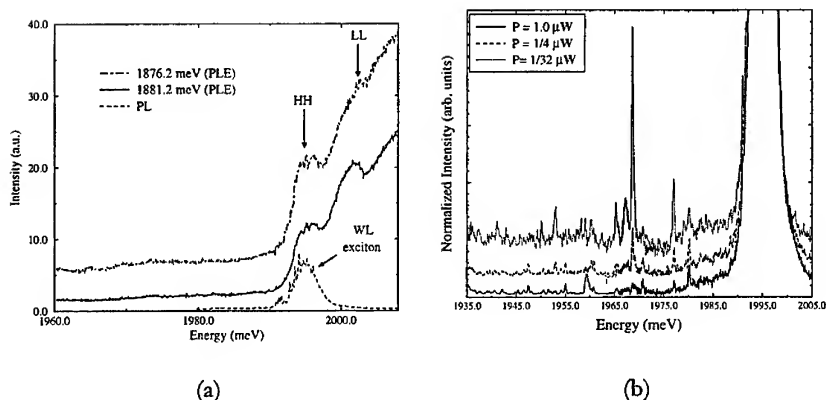 40.0
30.0
20.0
10.0
0.0
1960.0
1980.0
2000.0
Intensity (a.u.)
Energy (meV)
1876.2 meV (PLE)
1881.2 meV (PLE)
PL
LL
HH
WL
exciton
(a)
P = 1.0 μW
P = 1/4 μW
P= 1/32 μW
Normalized Intensity (arb. units)
1935.0
1945.0
1955.0
1965.0
1975.0
1985.0
1995.0
2005.0
Energy (meV)
(b)